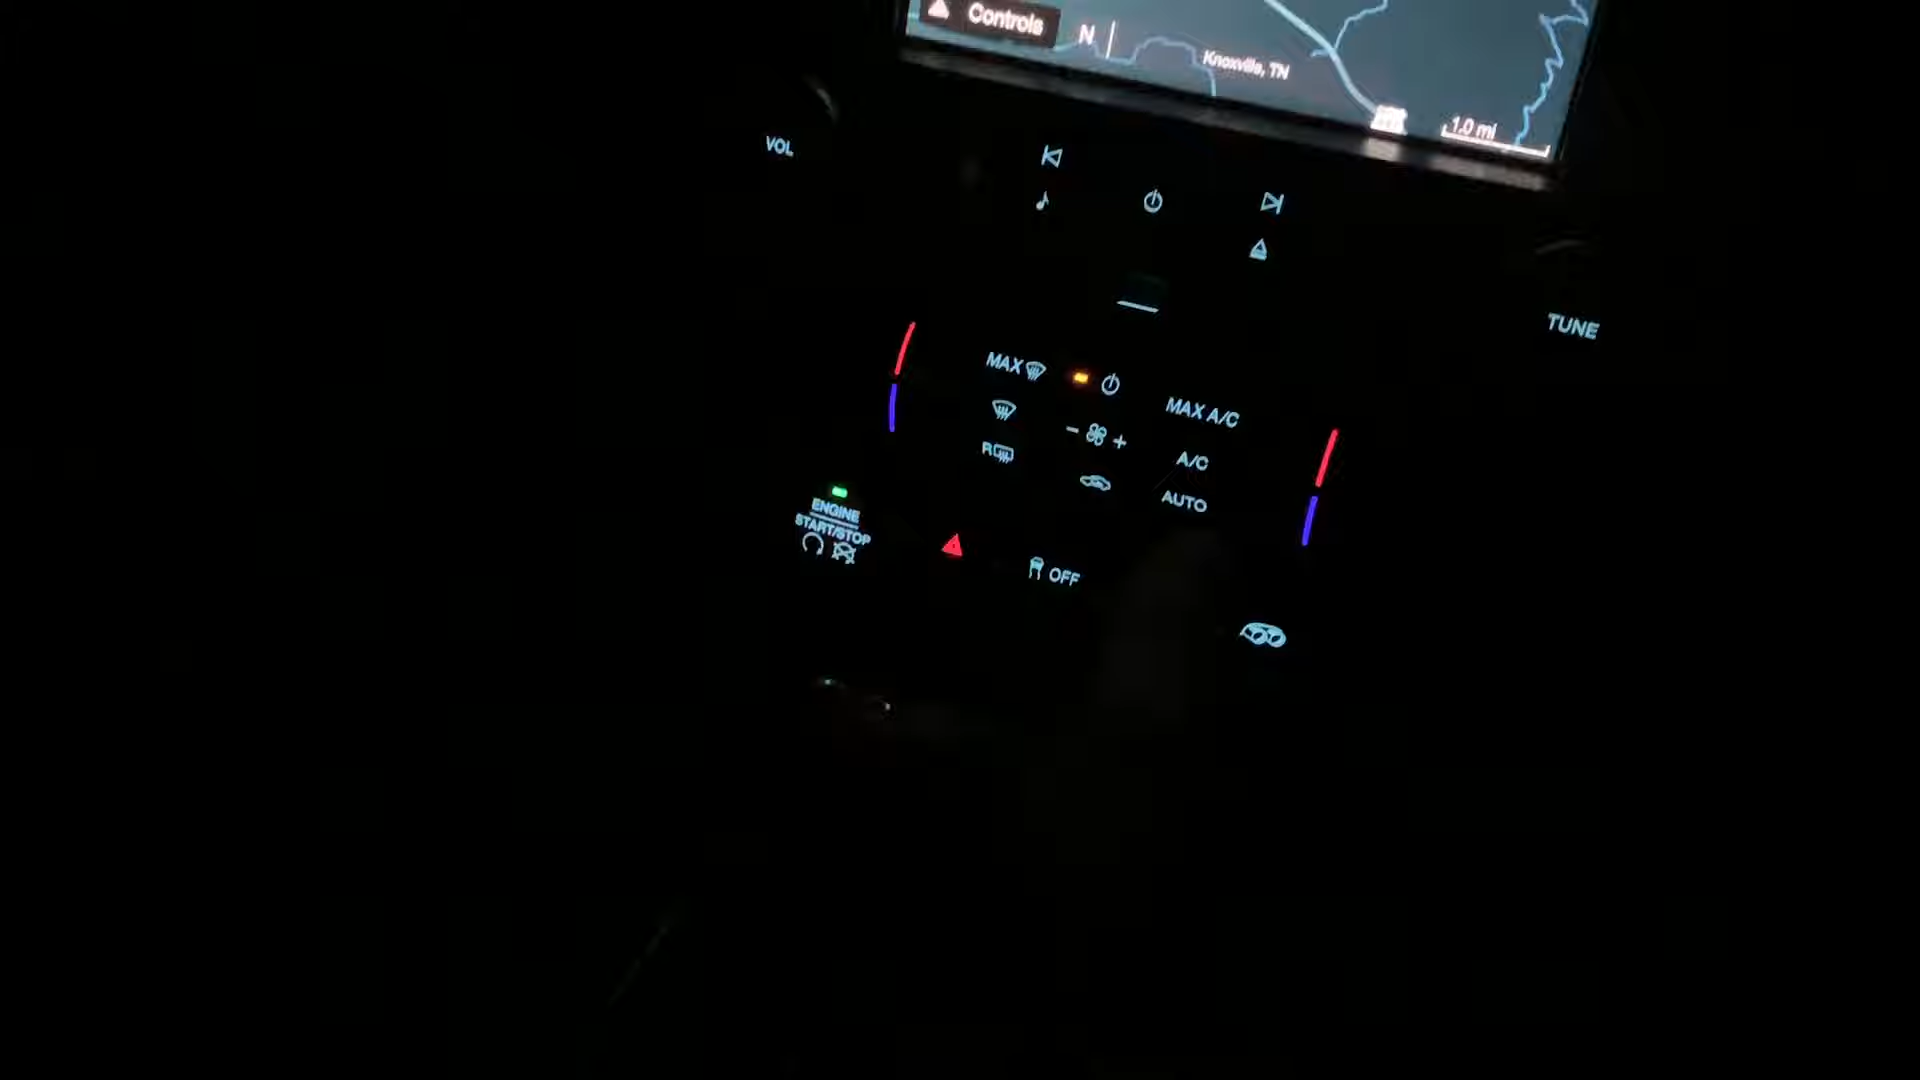 Controls
N
Knoxville, TN
1.0 mi
VOL
TUNE
MAX
MAX A/C
- +
R
A/C
AUTO
ENGINE
START/STOP
OFF